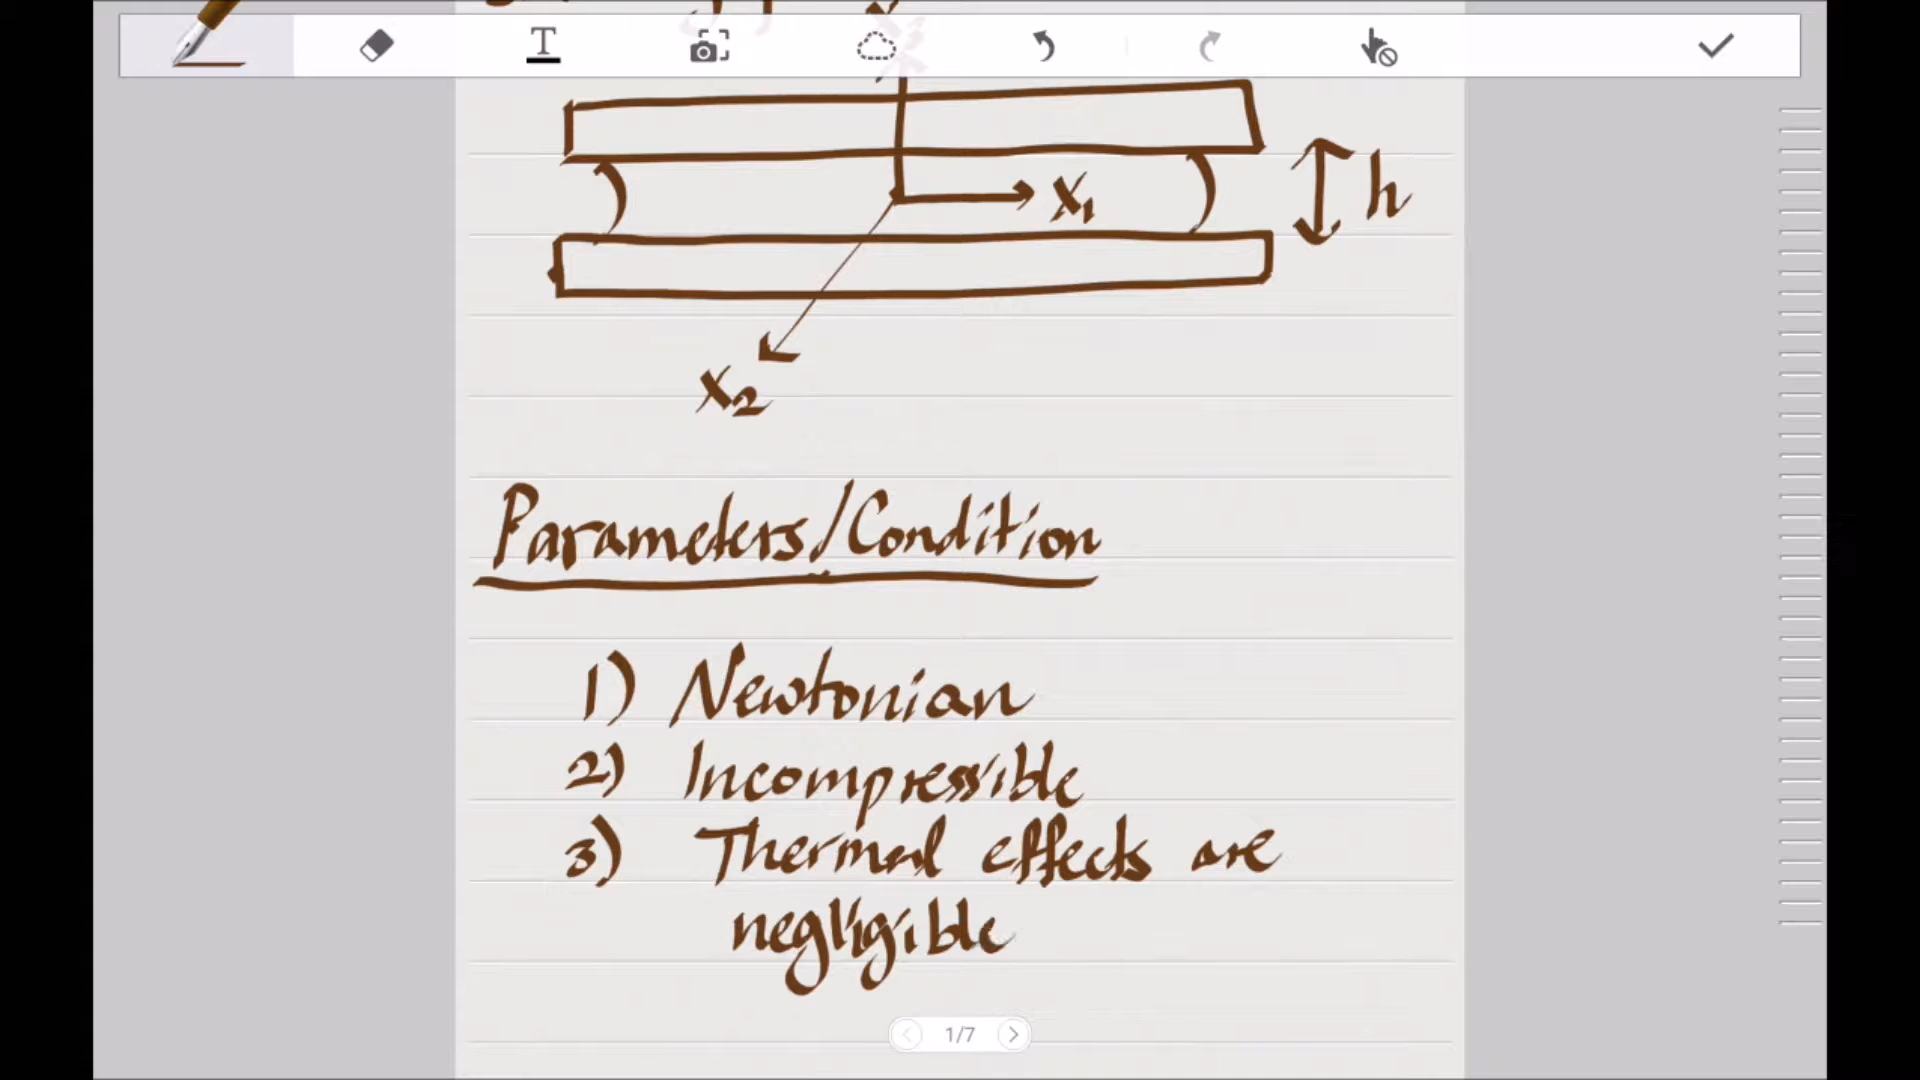 T
X₁
h
X₂
Parameters/Condition
1) Newtonian
2) Incompressible
3) Thermal effects are
negligible
1/7